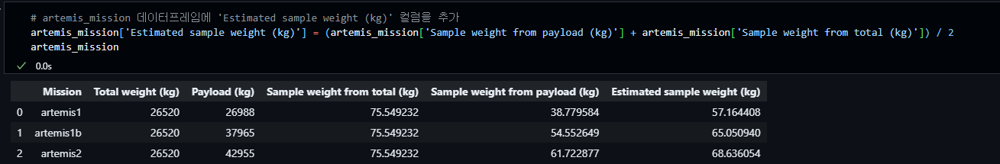 # artemis_mission 데이터프레임에 'Estimated sample weight (kg)' 컬럼을 추가
artemis_mission['Estimated sample weight (kg)'] = (artemis_mission['Sample weight from payload (kg)'] + artemis_mission['Sample weight from total (kg)']) / 2
artemis_mission
0.0s
Mission Total weight (kg) Payload (kg) Sample weight from total (kg) Sample weight from payload (kg) Estimated sample weight (kg)
0 artemis1 26520 26988 75.549232 38.779584 57.164408
1 artemis1b 26520 37965 75.549232 54.552649 65.050940
2 artemis2 26520 42955 75.549232 61.722877 68.636054